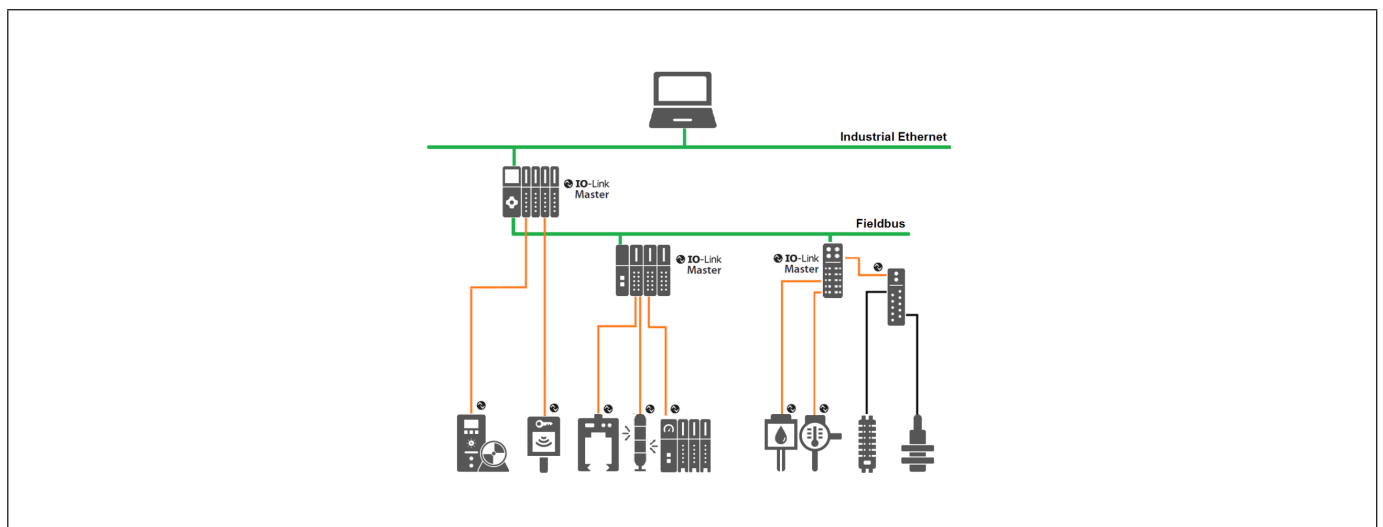 Industrial Ethernet
IO-Link
Master
Fieldbus
IO-Link
Master
IO-Link
Master